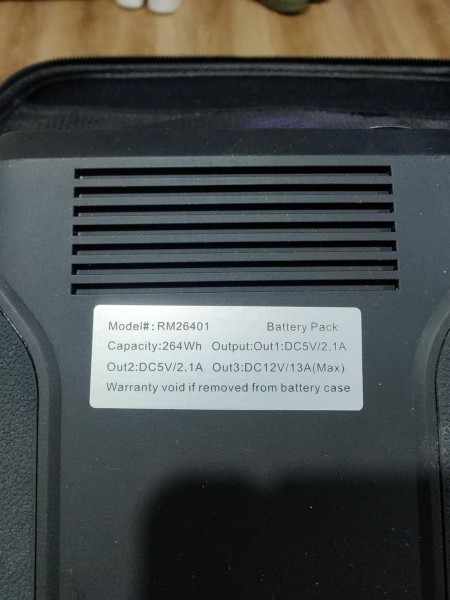 Model#: RM26401 Battery Pack
Capacity:264Wh Output:Out1:DC5V/2.1A
Out2:DC5V/2.1A Out3:DC12V/13A(Max)
Warranty void if removed from battery case